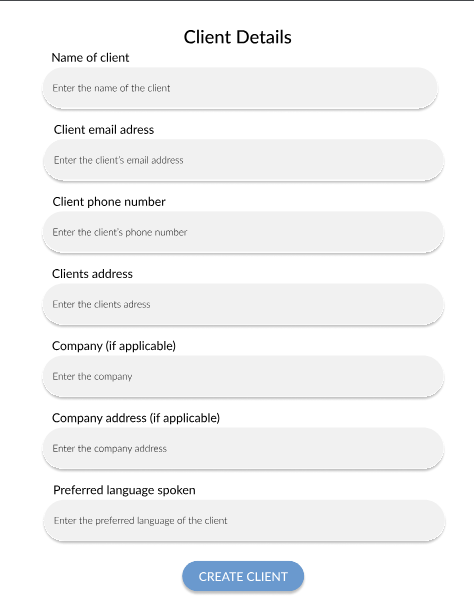 Client Details
Name of client
Enter the name of the client
Client email adress
Enter the client's email address
Client phone number
Enter the client's phone number
Clients address
Enter the clients adress
Company (if applicable)
Enter the company
Company address (if applicable)
Enter the company address
Preferred language spoken
Enter the preferred language of the client
CREATE CLIENT